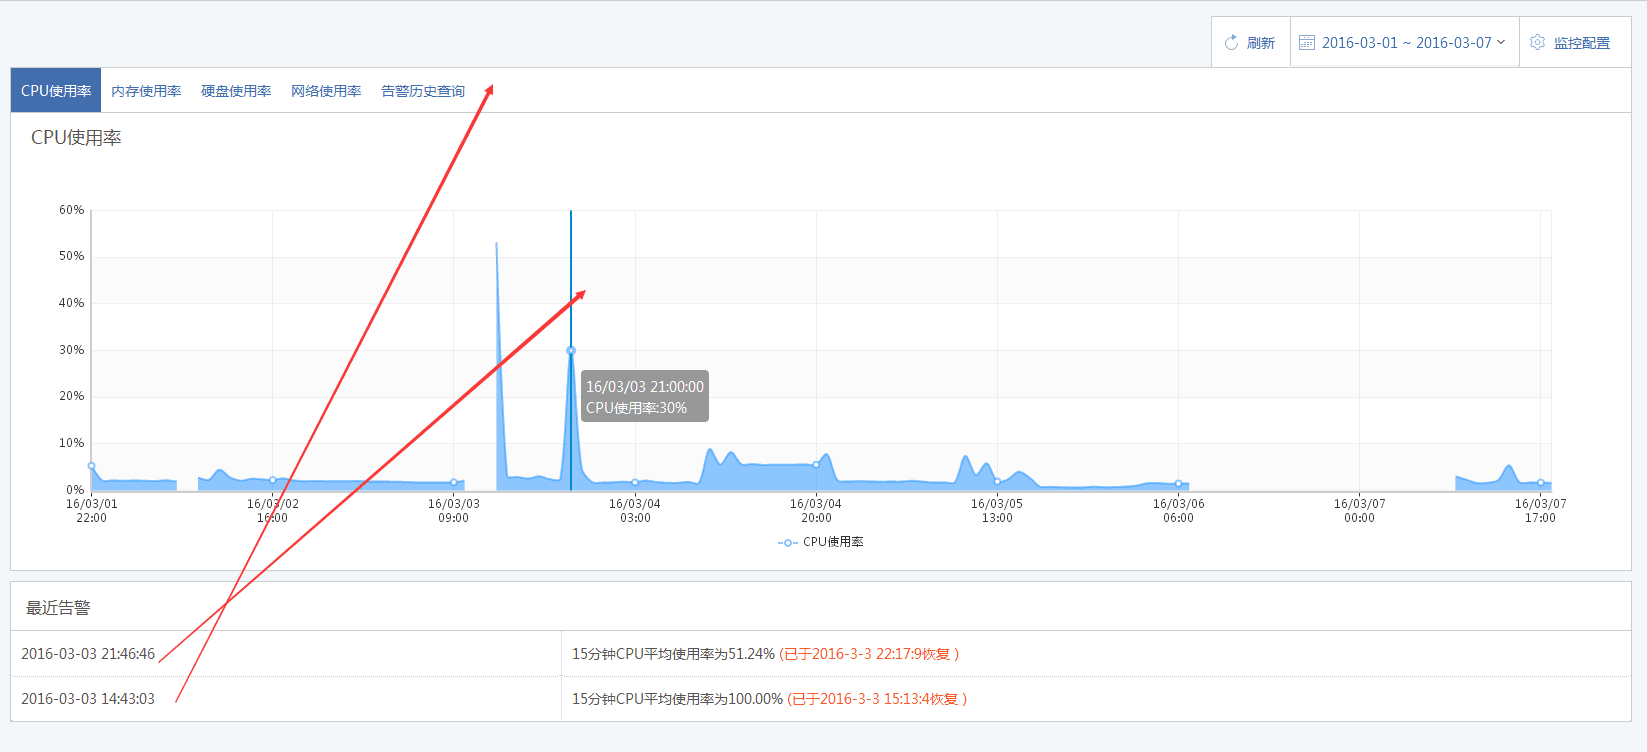 刷新 2016-03-01 ~ 2016-03-07 监控配置
CPU使用率 内存使用率 硬盘使用率 网络使用率 告警历史查询
CPU使用率
60%
50%
40%
30%
20%
10%
0%
16/03/03 21:00:00
CPU使用率:30%
16/03/01 16/03/02 16/03/03 16/03/04 16/03/04 16/03/05 16/03/06 16/03/07 16/03/07
22:00 16:00 09:00 03:00 20:00 13:00 06:00 00:00 17:00
CPU使用率
最近告警
2016-03-03 21:46:46 15分钟CPU平均使用率为51.24% (已于2016-3-3 22:17:9恢复 )
2016-03-03 14:43:03 15分钟CPU平均使用率为100.00% (已于2016-3-3 15:13:4恢复 )